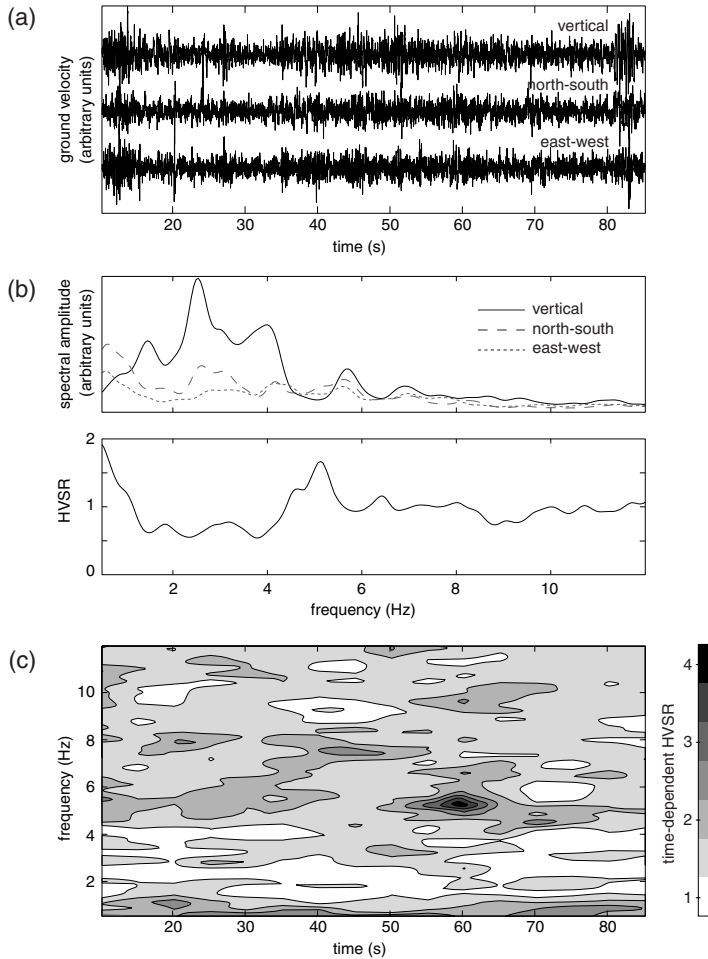 (a)
ground velocity
(arbitrary units)
vertical
north-south
east-west
20 30 40 50 60 70 80
time (s)
(b)
spectral amplitude
(arbitrary units)
vertical
north-south
east-west
HVSR
2
1
0
2 4 6 8 10
frequency (Hz)
(c)
frequency (Hz)
10
8
6
4
2
20 30 40 50 60 70 80
time (s)
time-dependent HVSR
4
3
2
1